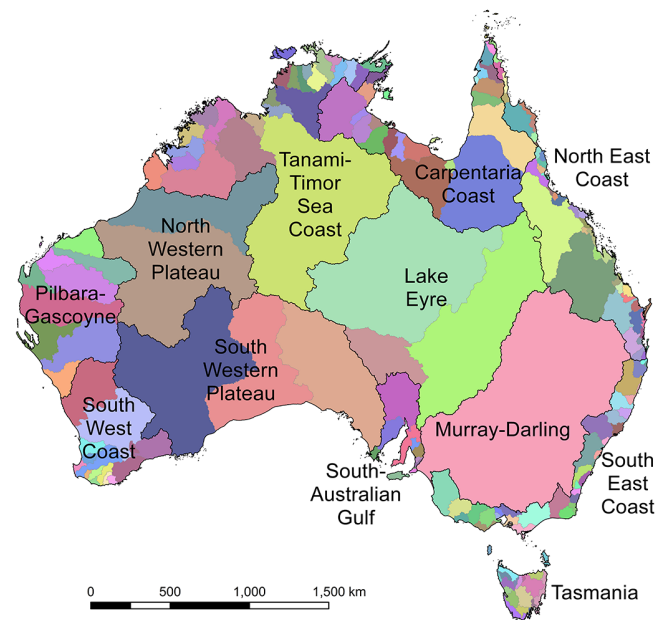 Tanami-
Timor
Sea
Coast
Carpentaria
Coast
North East
Coast
North
Western
Plateau
Lake
Eyre
Pilbara-
Gascoyne
South
Western
Plateau
South
West
Coast
Murray-Darling
South-
Australian
Gulf
South
East
Coast
Tasmania
0 500 1,000 1,500 km